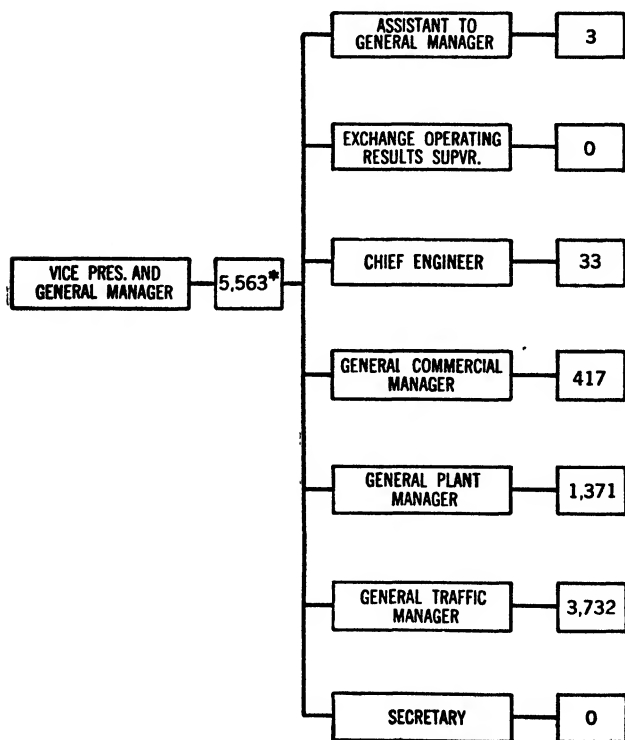 ASSISTANT TO
GENERAL MANAGER
3
EXCHANGE OPERATING
RESULTS SUPVR.
0
VICE PRES. AND
GENERAL MANAGER
5,563*
CHIEF ENGINEER
33
GENERAL COMMERCIAL
MANAGER
417
GENERAL PLANT
MANAGER
1,371
GENERAL TRAFFIC
MANAGER
3,732
SECRETARY
0